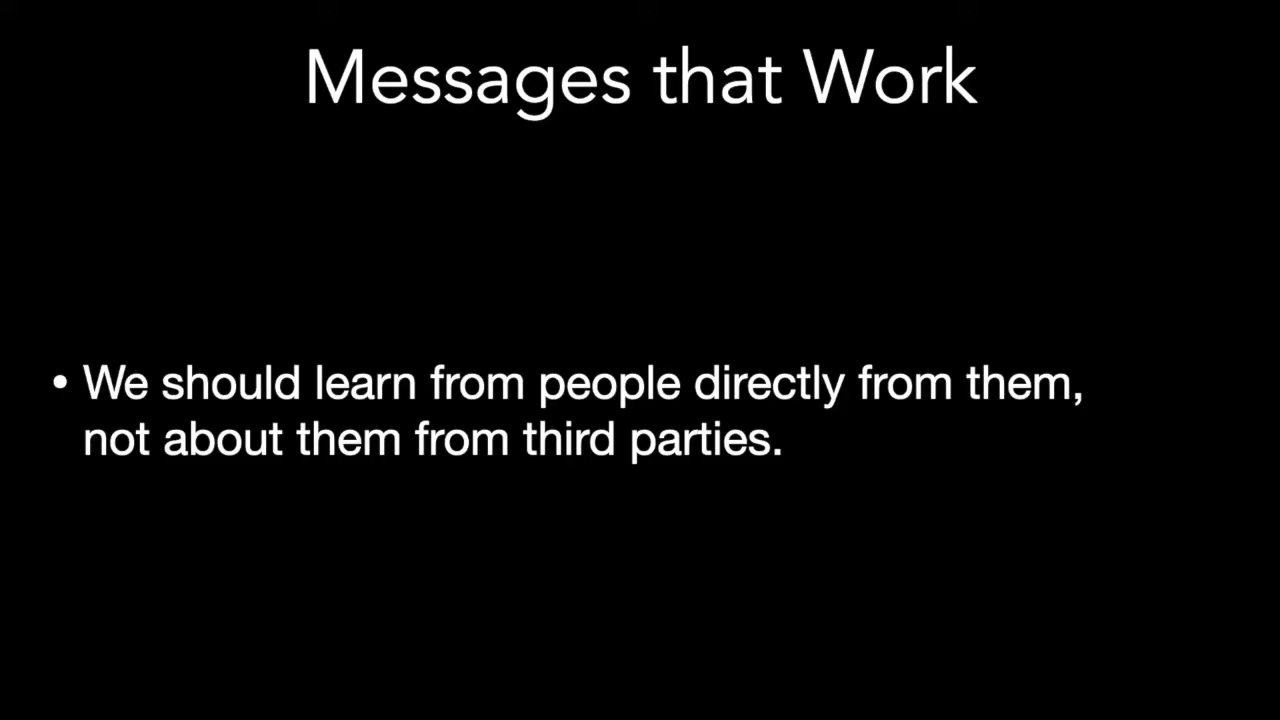 Messages that Work
• We should learn from people directly from them,
not about them from third parties.